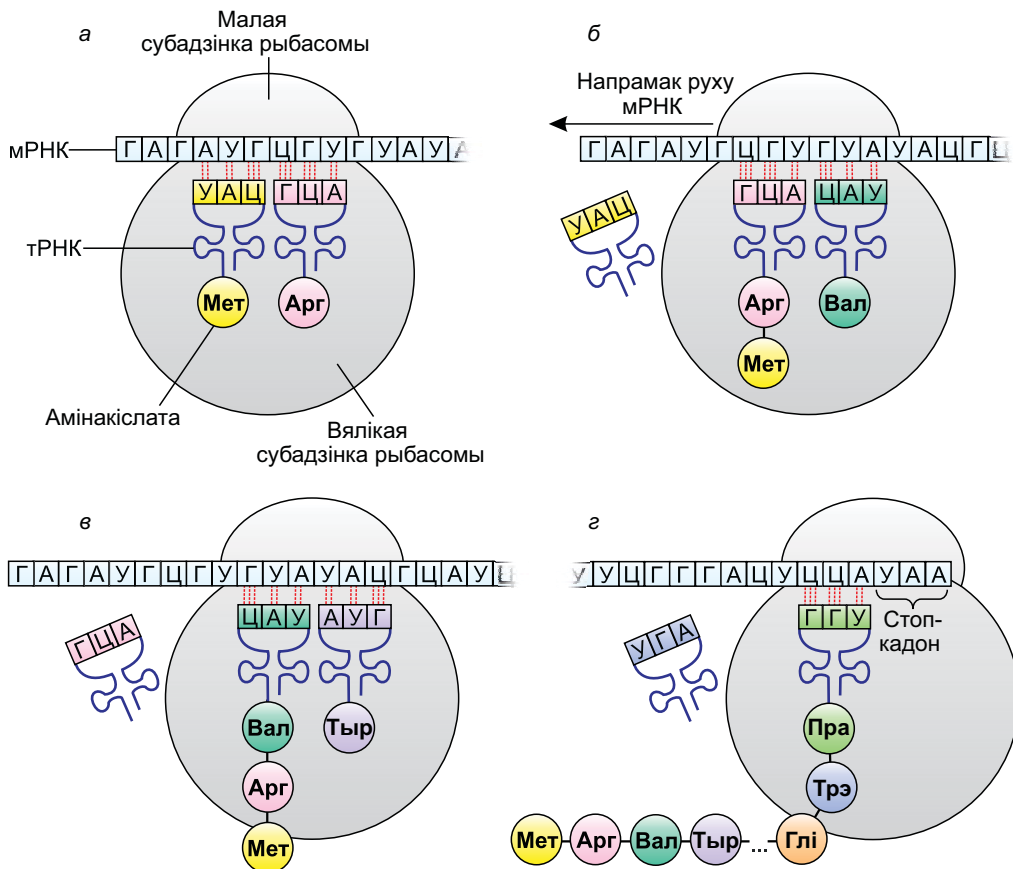 а
Малая
субадзінка рыбасомы
мРНК
Г А Г А У Г Ц Г У Г У А У А
У А Ц
Г Ц А
тРНК
Мет
Арг
Амінакіслата
Вялікая
субадзінка рыбасомы
б
Напрамак руху
мРНК
Г А Г А У Г Ц Г У Г У А У А Ц Г Ц
У А Ц
Г Ц А
Ц А У
Арг
Вал
Мет
в
Г А Г А У Г Ц Г У Г У А У А Ц Г Ц А У Ц
Г Ц А
Ц А У
А У Г
Вал
Тыр
Арг
Мет
г
У У Ц Г Г Г А Ц У Ц Ц А У А А
У Г А
Г Г У
Стоп-
кадон
Пра
Трэ
Мет
Арг
Вал
Тыр
...
Глі